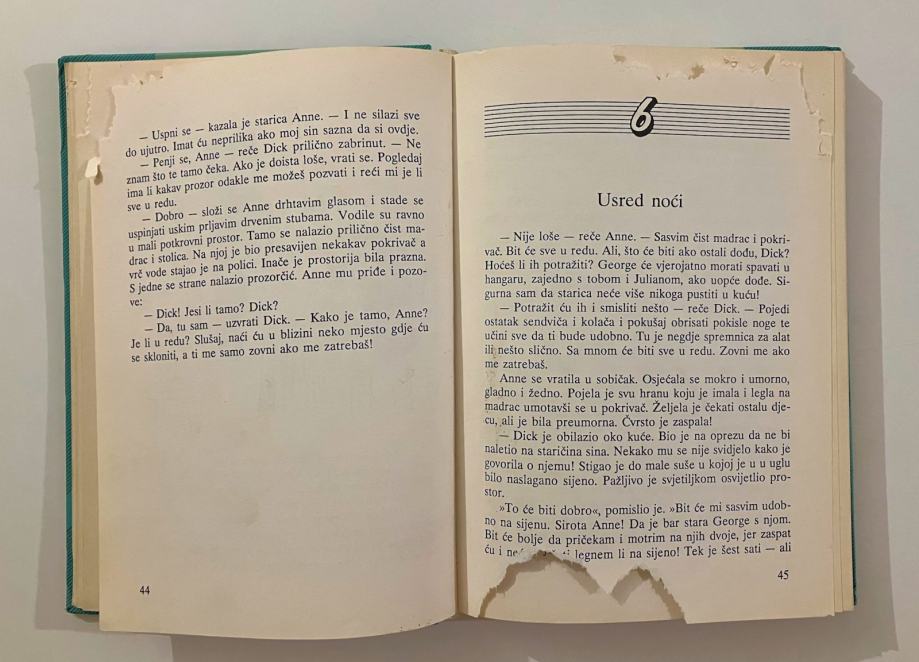 — Uspni se — kazala je starica Anne. — I ne silazi sve
do ujutro. Imat ću neprilika ako moj sin sazna da si ovdje.
— Penji se, Anne — reče Dick prilično zabrinut. — Ne
znam što te tamo čeka. Ako je doista loše, vrati se. Pogledaj
ima li kakav prozor odakle me možeš pozvati i reći mi je li
sve u redu.
— Dobro — složi se Anne drhtavim glasom i stade se
uspinjati uskim prljavim drvenim stubama. Vodile su ravno
u mali potkrovni prostor. Tamo se nalazio prilično čist ma-
drac i stolica. Na njoj je bio presavijen nekakav pokrivač a
vrč vode stajao je na polici. Inače je prostorija bila prazna.
S jedne se strane nalazio prozorčić. Anne mu priđe i pozo-
ve:
— Dick! Jesi li tamo? Dick?
— Da, tu sam — uzvrati Dick. — Kako je tamo, Anne?
Je li u redu? Slušaj, naći ću u blizini neko mjesto gdje ću
se skloniti, a ti me samo zovni ako me zatrebaš!
44
6
Usred noći
— Nije loše — reče Anne. — Sasvim čist madrac i pokri-
vač. Bit će sve u redu. Ali, što će biti ako ostali dođu, Dick?
Hoćeš li ih potražiti? George će vjerojatno morati spavati u
hangaru, zajedno s tobom i Julianom, ako uopće dođe. Si-
gurna sam da starica neće više nikoga pustiti u kuću!
— Potražit ću ih i smisliti nešto — reče Dick. — Pojedi
ostatak sendviča i kolača i pokušaj obrisati pokisle noge te
učini sve da ti bude udobno. Tu je negdje spremnica za alat
ili nešto slično. Sa mnom će biti sve u redu. Zovni me ako
me zatrebaš.
Anne se vratila u sobičak. Osjećala se mokro i umorno,
gladno i žedno. Pojela je svu hranu koju je imala i legla na
madrac umotavši se u pokrivač. Željela je čekati ostalu dje-
cu, ali je bila preumorna. Čvrsto je zaspala!
— Dick je obilazio oko kuće. Bio je na oprezu da ne bi
naletio na staričina sina. Nekako mu se nije svidjelo kako je
govorila o njemu! Stigao je do male suše u kojoj je u u uglu
bilo naslagano sijeno. Pažljivo je svjetiljkom osvijetlio pro-
stor.
»To će biti dobro«, pomislio je. »Bit će mi sasvim udob-
no na sijenu. Sirota Anne! Da je bar stara George s njom.
Bit će bolje da pričekam i motrim na njih dvoje, jer zaspat
ću i legnem li na sijeno! Tek je šest sati — ali
45